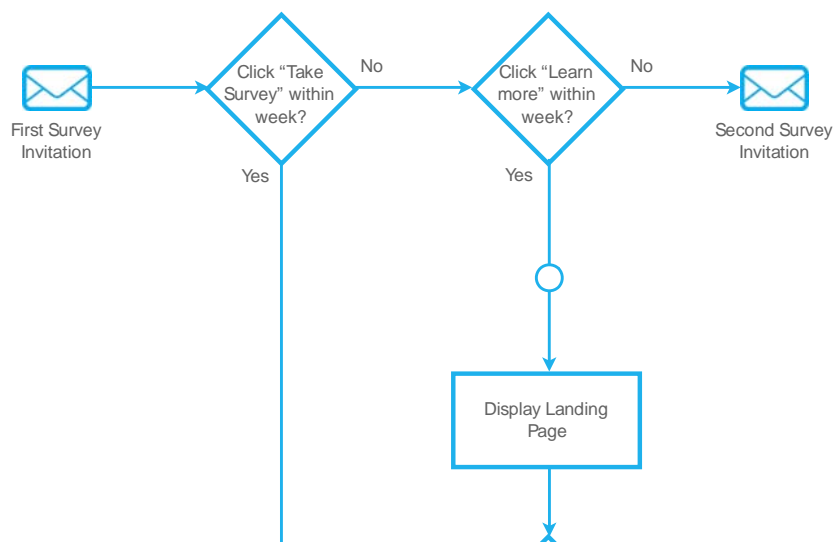 Click “Take
Survey” within
week?
No
Click “Learn
more” within
week?
No
First Survey
Invitation
Second Survey
Invitation
Yes
Yes
Display Landing
Page